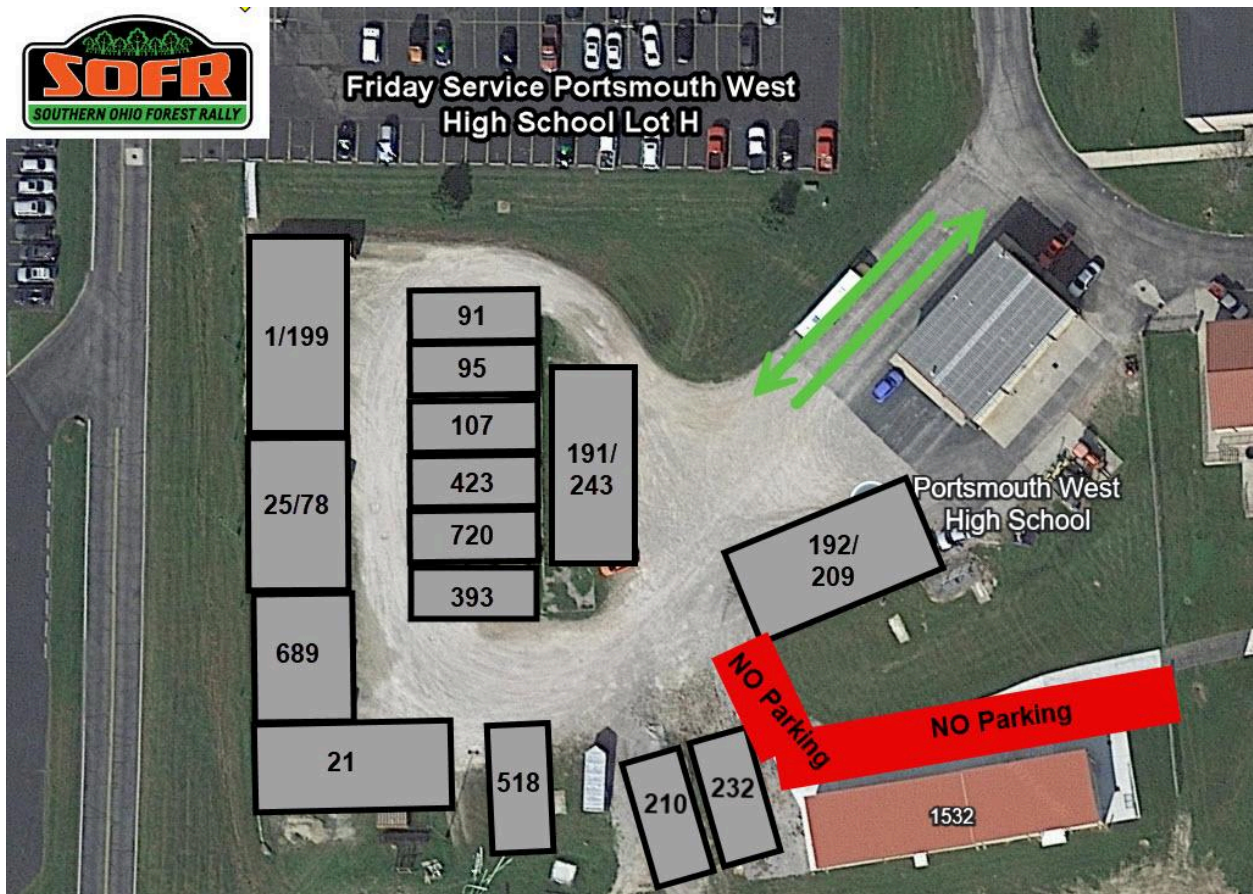 SOFR
SOUTHERN OHIO FOREST RALLY
Friday Service Portsmouth West
High School Lot H
1/199
91
95
107
423
720
393
191/
243
25/78
689
21
518
210
232
192/
209
Portsmouth West
High School
NO Parking
NO Parking
1532